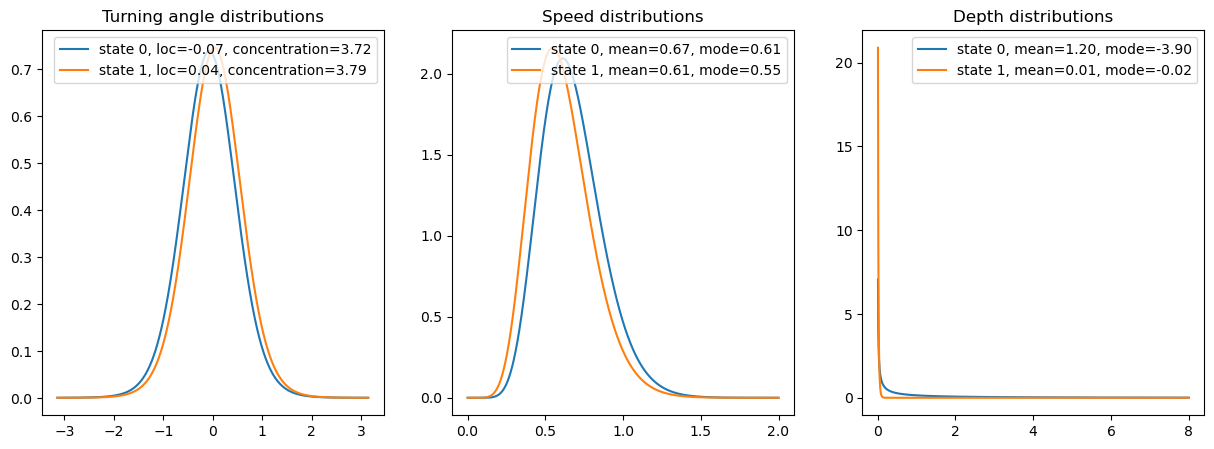 Turning angle distributions
state 0, loc=-0.07, concentration=3.72
state 1, loc=0.04, concentration=3.79
0.7
0.6
0.5
0.4
0.3
0.2
0.1
0.0
−3 −2 −1 0 1 2 3
Speed distributions
state 0, mean=0.67, mode=0.61
state 1, mean=0.61, mode=0.55
2.0
1.5
1.0
0.5
0.0
0.0 0.5 1.0 1.5 2.0
Depth distributions
state 0, mean=1.20, mode=-3.90
state 1, mean=0.01, mode=-0.02
20
15
10
5
0
0 2 4 6 8